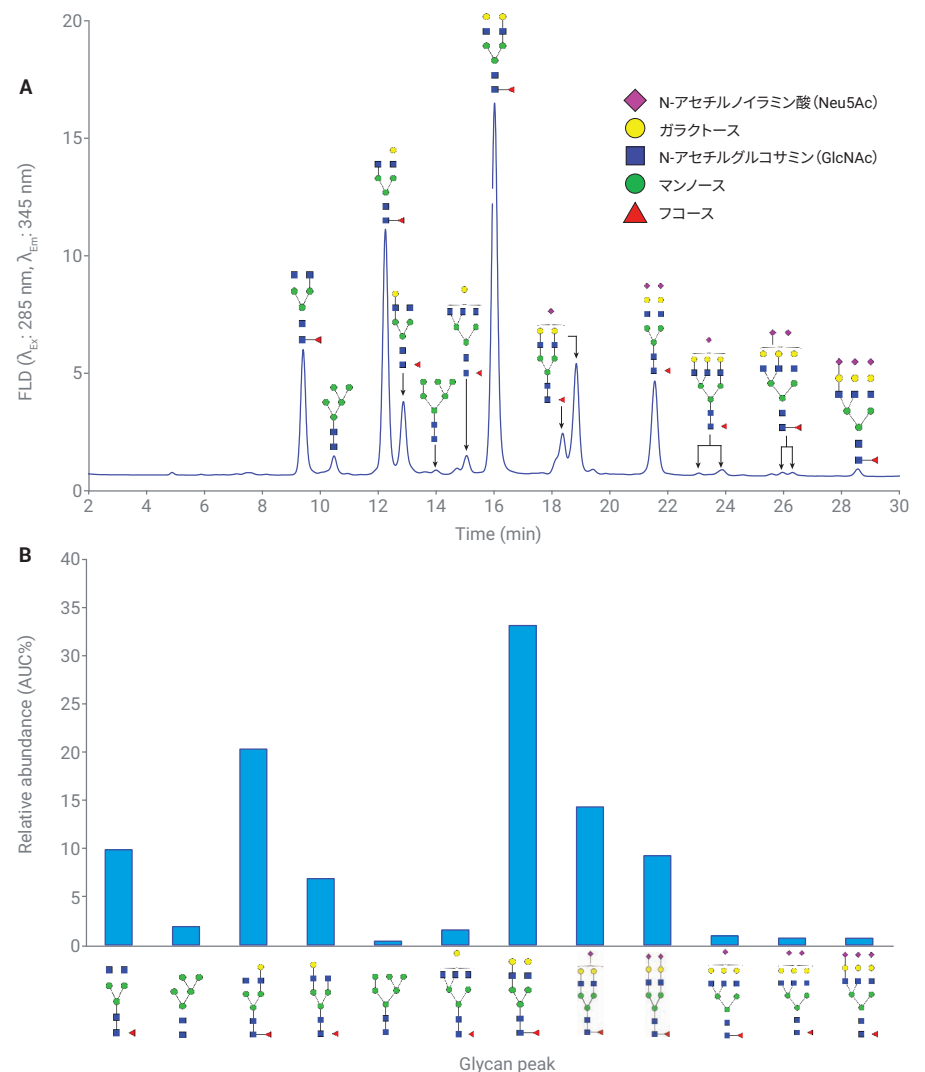 A
20
15
10
5
0
FLD (λEx: 285 nm, λEm: 345 nm)
N-アセチルノイラミン酸（Neu5Ac）
ガラクトース
N-アセチルグルコサミン（GlcNAc）
マンノース
フコース
2 4 6 8 10 12 14 16 18 20 22 24 26 28 30
Time (min)
B
40
35
30
25
20
15
10
5
0
Relative abundance (AUC%)
Glycan peak